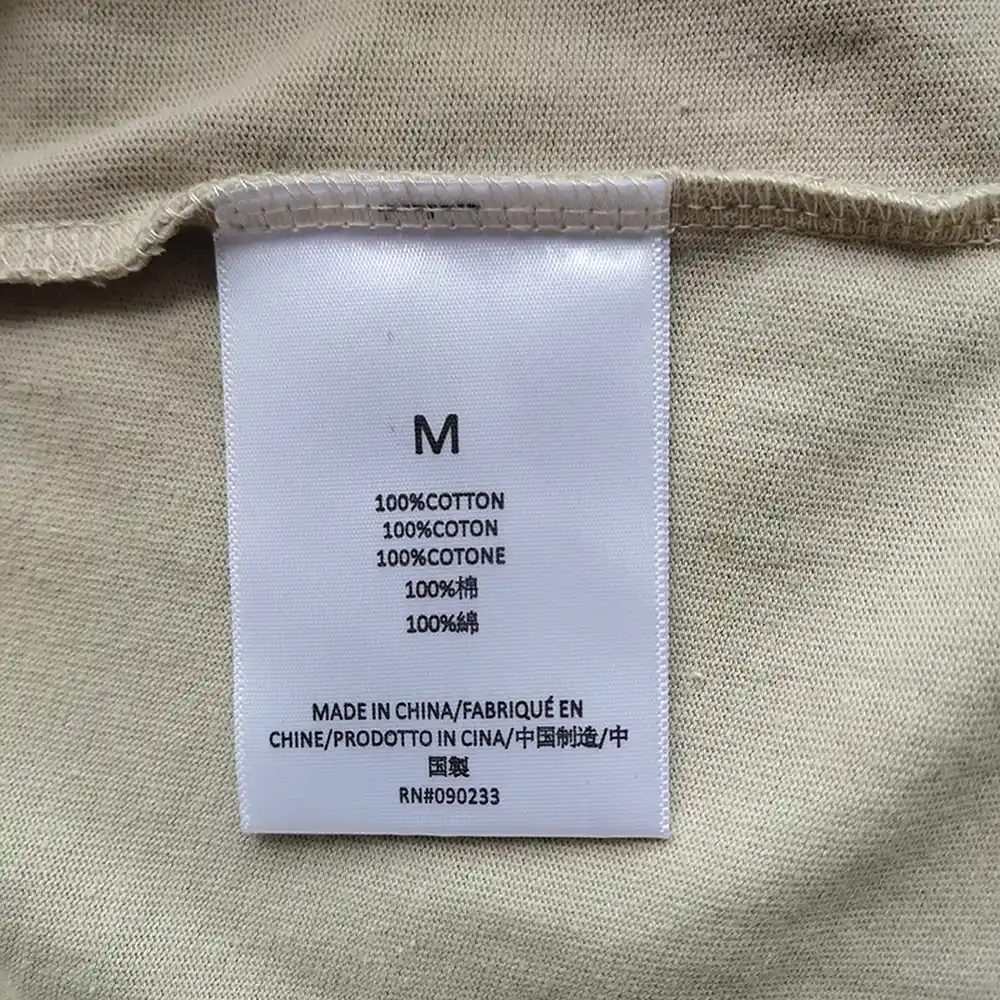 M
100%COTTON
100%COTON
100%COTONE
100%棉
100%綿
MADE IN CHINA/FABRIQUÉ EN
CHINE/PRODOTTO IN CINA/中国制造/中
国製
RN#090233